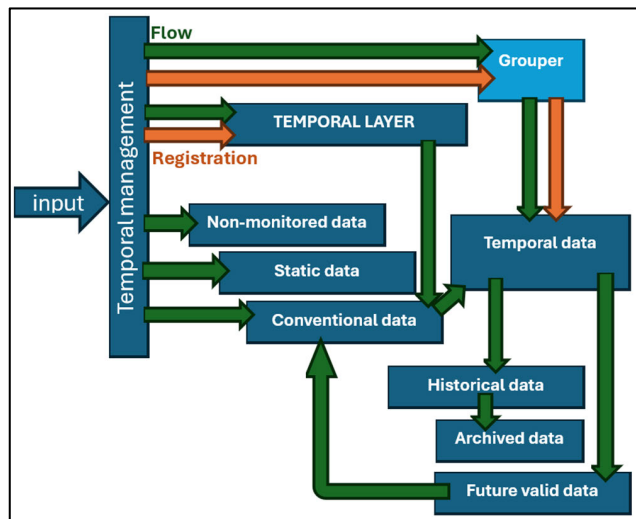 Flow
Grouper
TEMPORAL LAYER
Registration
input
Temporal management
Non-monitored data
Temporal data
Static data
Conventional data
Historical data
Archived data
Future valid data